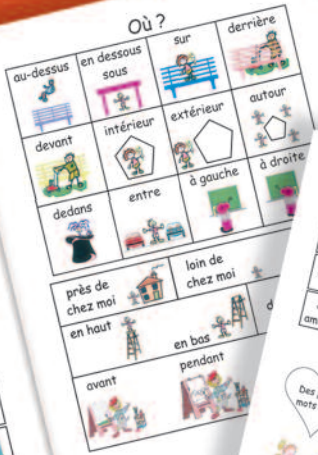 Où ?
au-dessus
en dessous
sous
sur
derrière
devant
intérieur
extérieur
autour
dedans
entre
à gauche
à droite
près de
chez moi
loin de
chez moi
en haut
en bas
avant
pendant
Des
mots